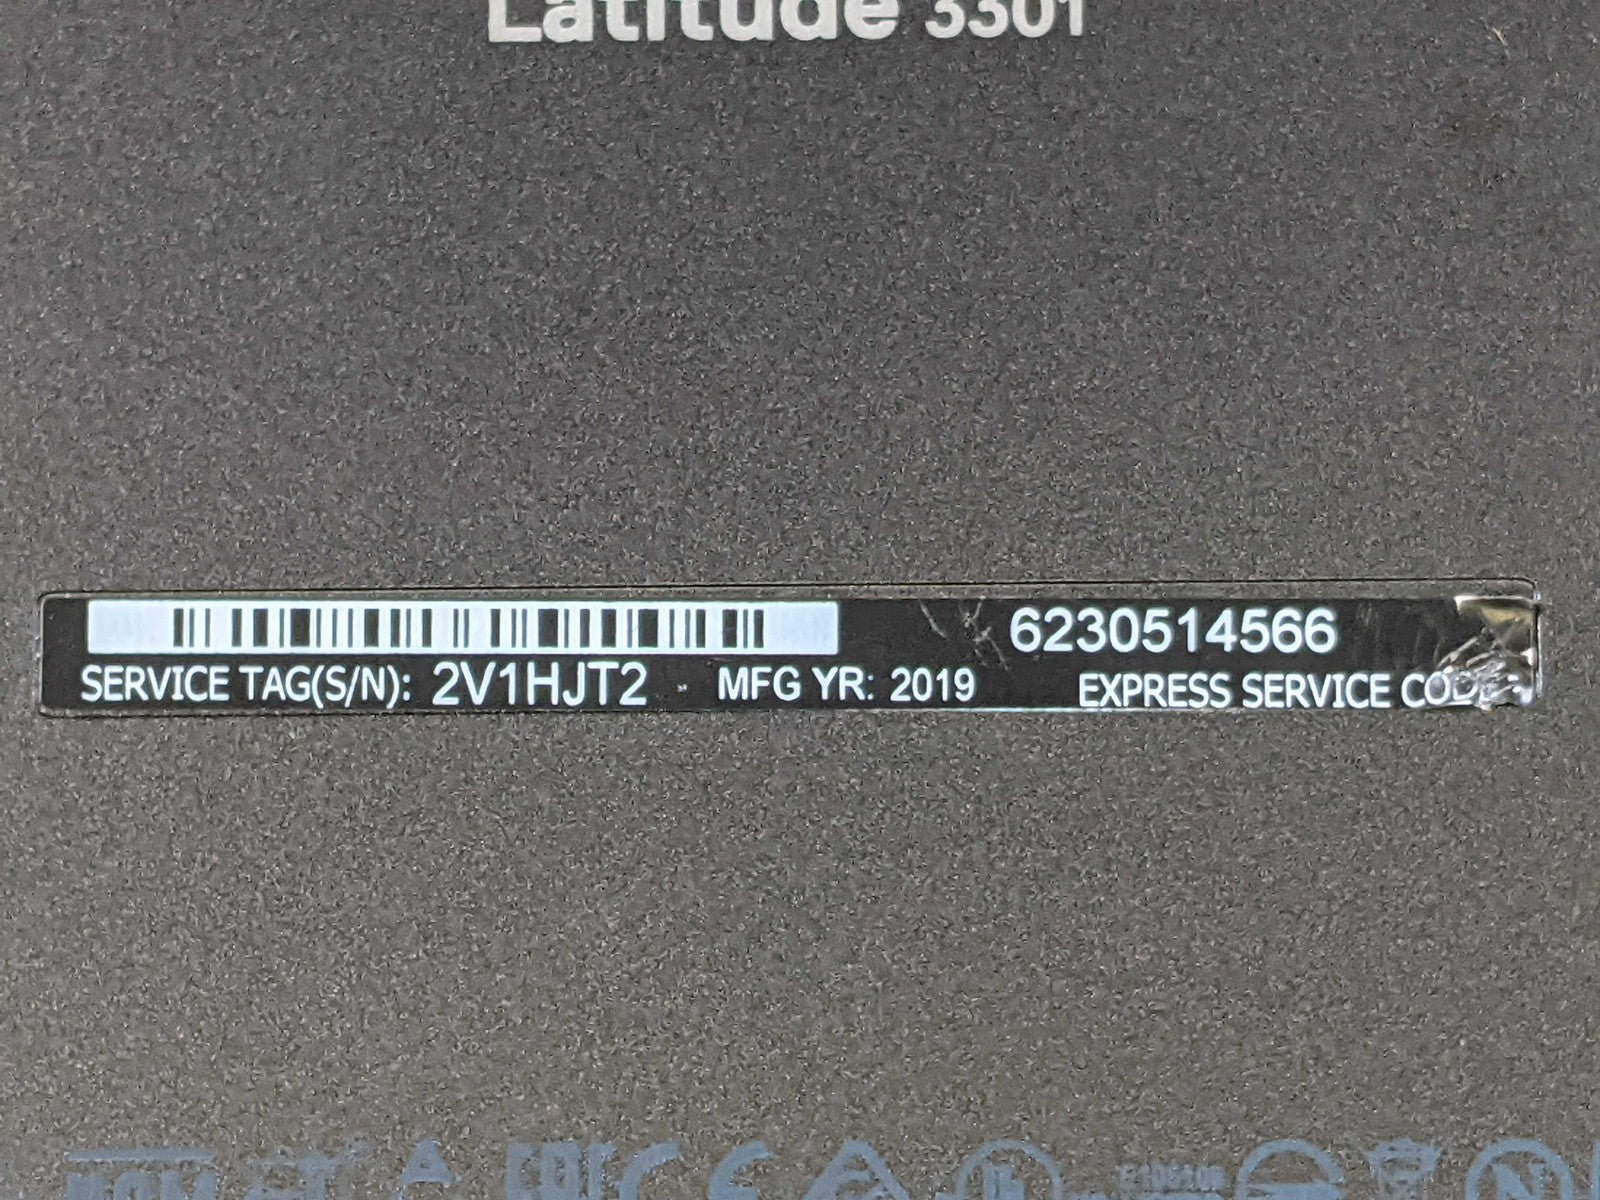 Latitude 3301
6230514566
SERVICE TAG(S/N): 2V1HJT2 MFG YR: 2019 EXPRESS SERVICE CODE